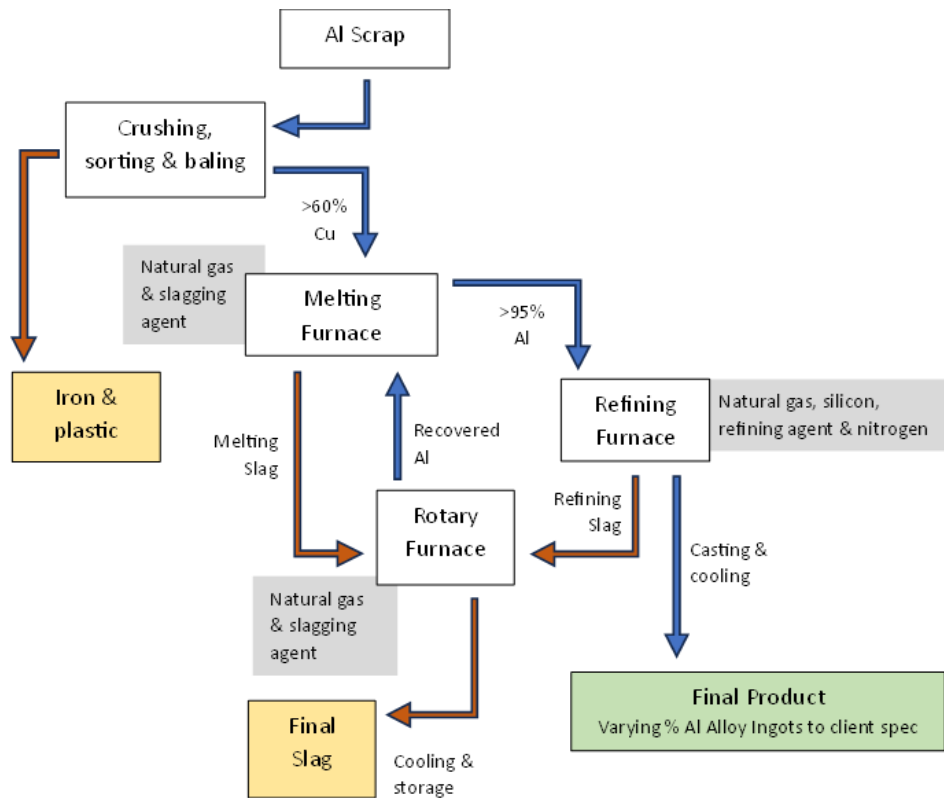 Al Scrap
Crushing,
sorting & baling
>60%
Cu
Natural gas
& slagging
agent
Melting
Furnace
>95%
Al
Iron &
plastic
Melting
Slag
Recovered
Al
Refining
Furnace
Natural gas, silicon,
refining agent & nitrogen
Rotary
Furnace
Refining
Slag
Casting &
cooling
Natural gas
& slagging
agent
Final
Slag
Cooling &
storage
Final Product
Varying % Al Alloy Ingots to client spec